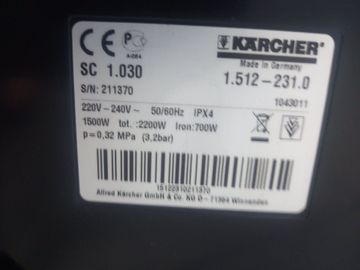 KÄRCHER
Made in Germany
SC 1.030
1.512-231.0
S/N: 211370
1043011
220V-240V~ 50/60Hz IPX4
1500W tot.:2200W Iron:700W
p=0,32 MPa (3,2bar)
15122310211370
Alfred Kärcher GmbH & Co. KG D - 71364 Winnenden